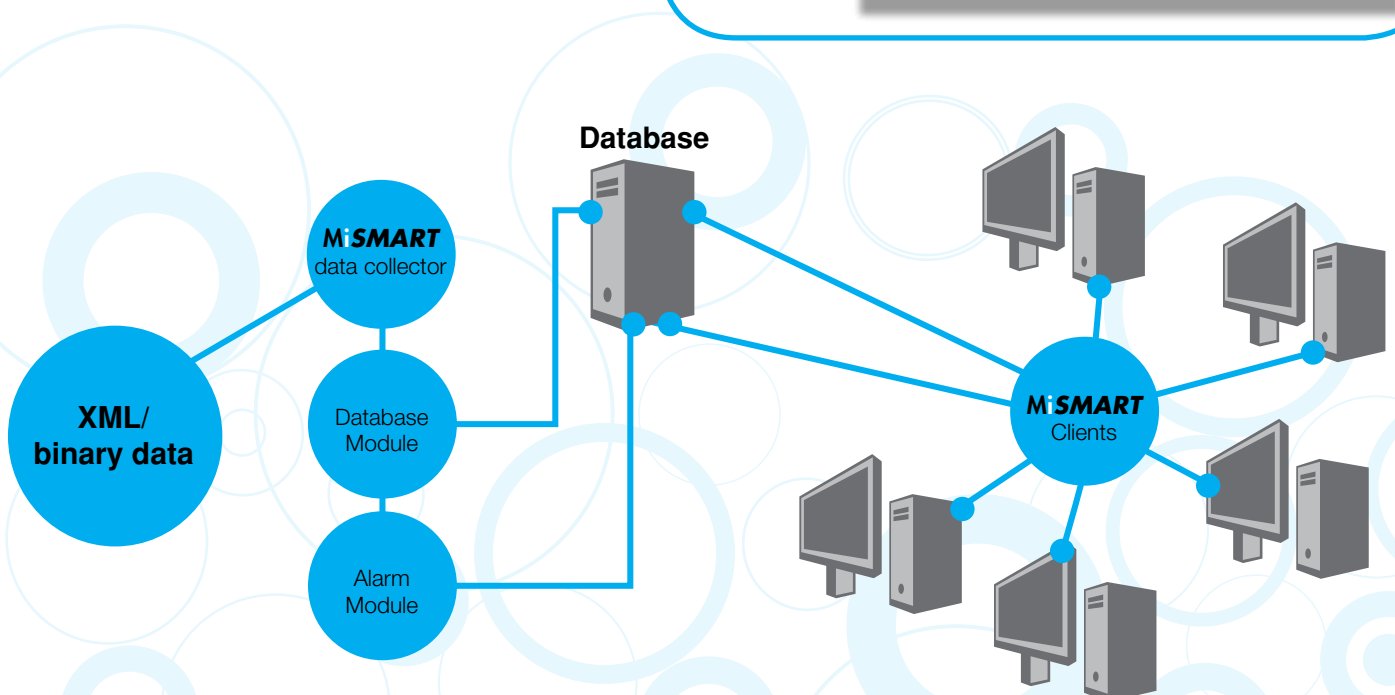 Database
MiSMART
data collector
XML/
binary data
Database
Module
MiSMART
Clients
Alarm
Module